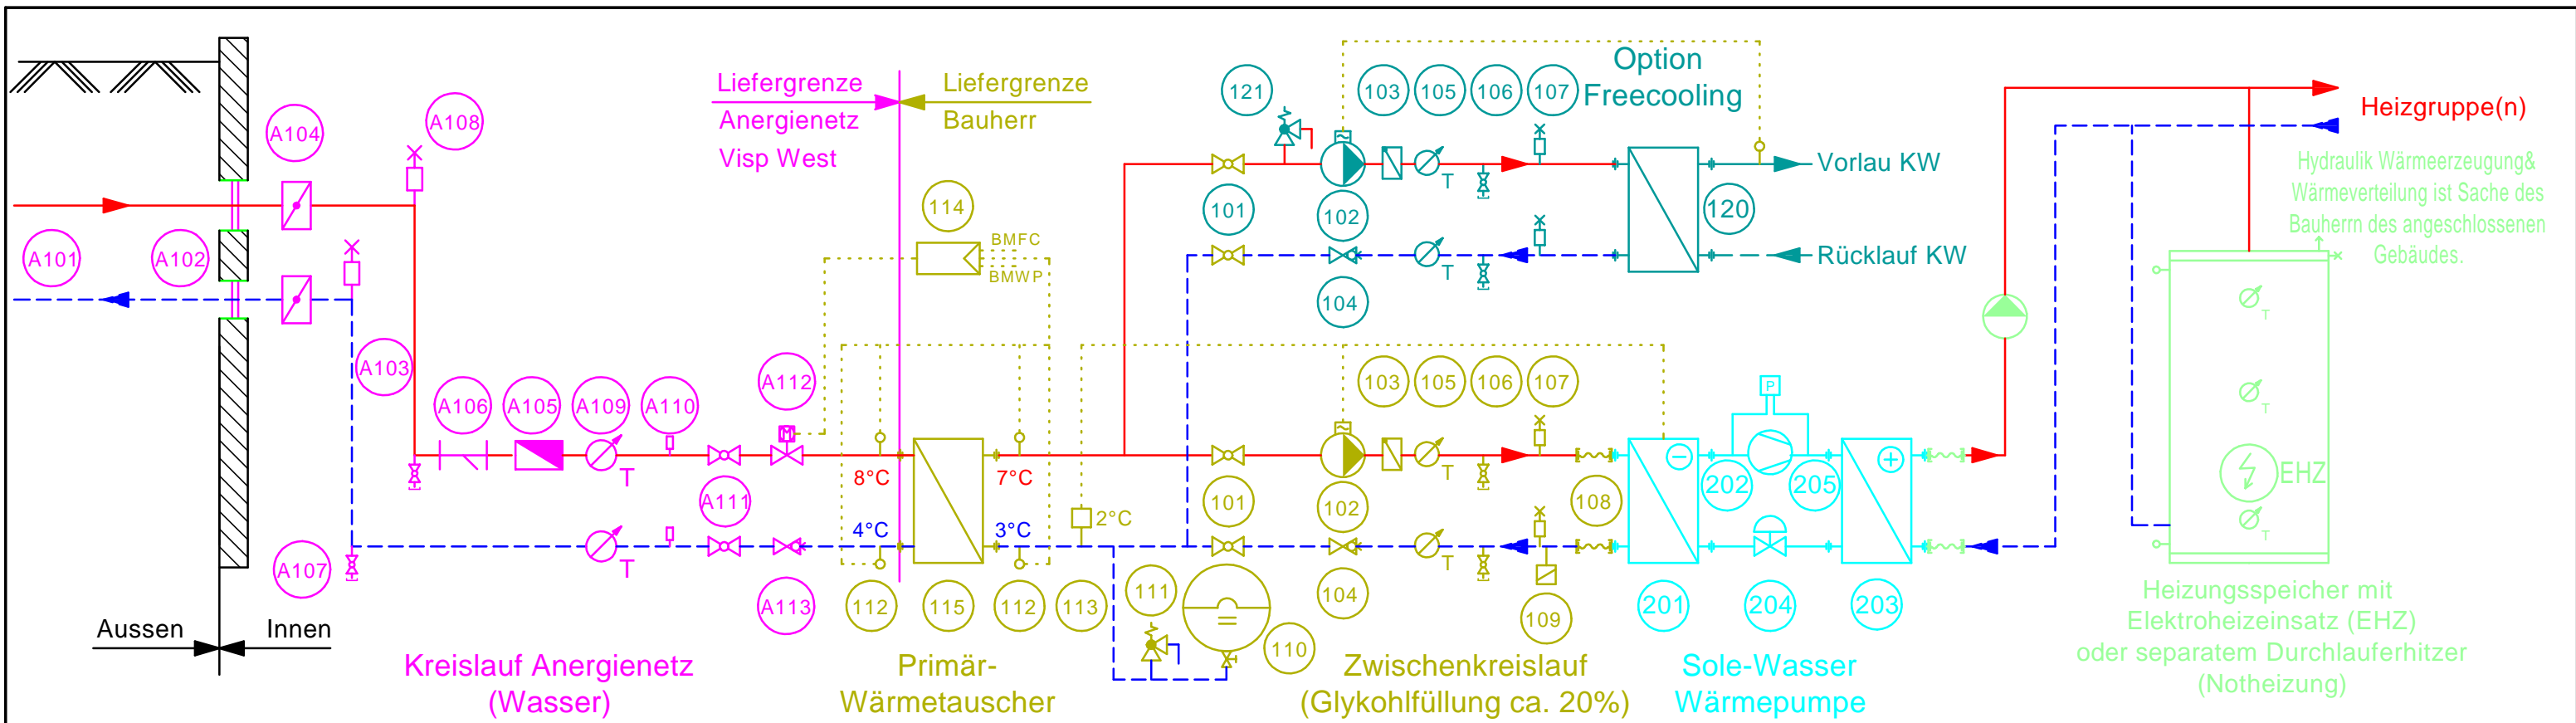 Liefergrenze
Anergienetz
Visp West
Liefergrenze
Bauherr
Option
Freecooling
Heizgruppe(n)
Hydraulik Wärmeerzeugung&
Wärmeverteilung ist Sache des
Bauherrn des angeschlossenen
Gebäudes.
A104
A108
A101
A102
A103
A106
A105
A109
A110
A112
A111
A107
A113
T
T
114
BMFC
BMWP
121
103
105
106
107
T
Vorlau KW
101
102
120
T
Rücklauf KW
104
103
105
106
107
8°C
7°C
4°C
3°C
2°C
M
T
T
101
102
108
112
115
112
113
111
110
104
109
P
202
205
201
204
203
T
T
EHZ
T
Aussen
Innen
Kreislauf Anergienetz
(Wasser)
Primär-
Wärmetauscher
Zwischenkreislauf
(Glykohlfüllung ca. 20%)
Sole-Wasser
Wärmepumpe
Heizungsspeicher mit
Elektroheizeinsatz (EHZ)
oder separatem Durchlauferhitzer
(Notheizung)